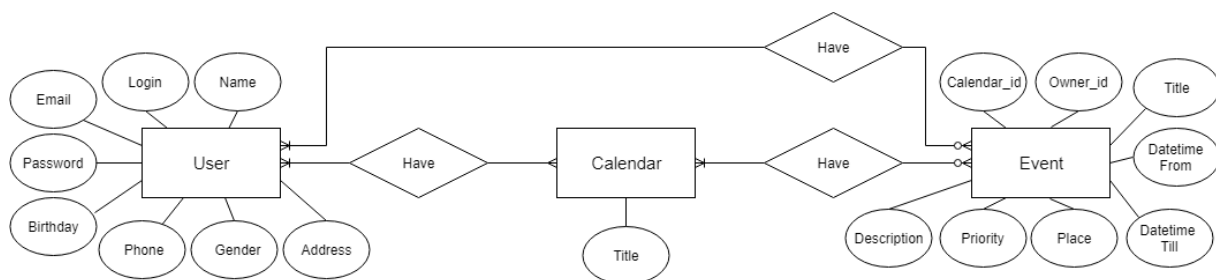 Have
Login
Name
Calendar_id
Owner_id
Title
Email
Password
User
Have
Calendar
Have
Event
Datetime
From
Birthday
Phone
Gender
Address
Title
Description
Priority
Place
Datetime
Till